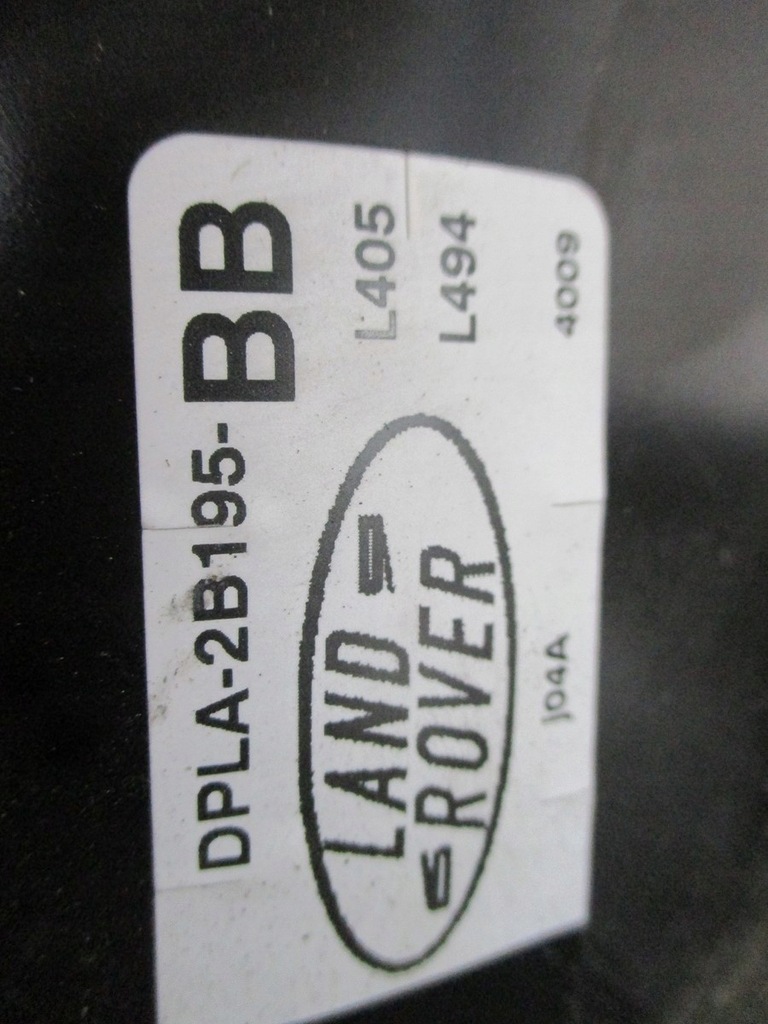 DPLA-2B195-BB
L405
L494
LAND
ROVER
J04A
4009